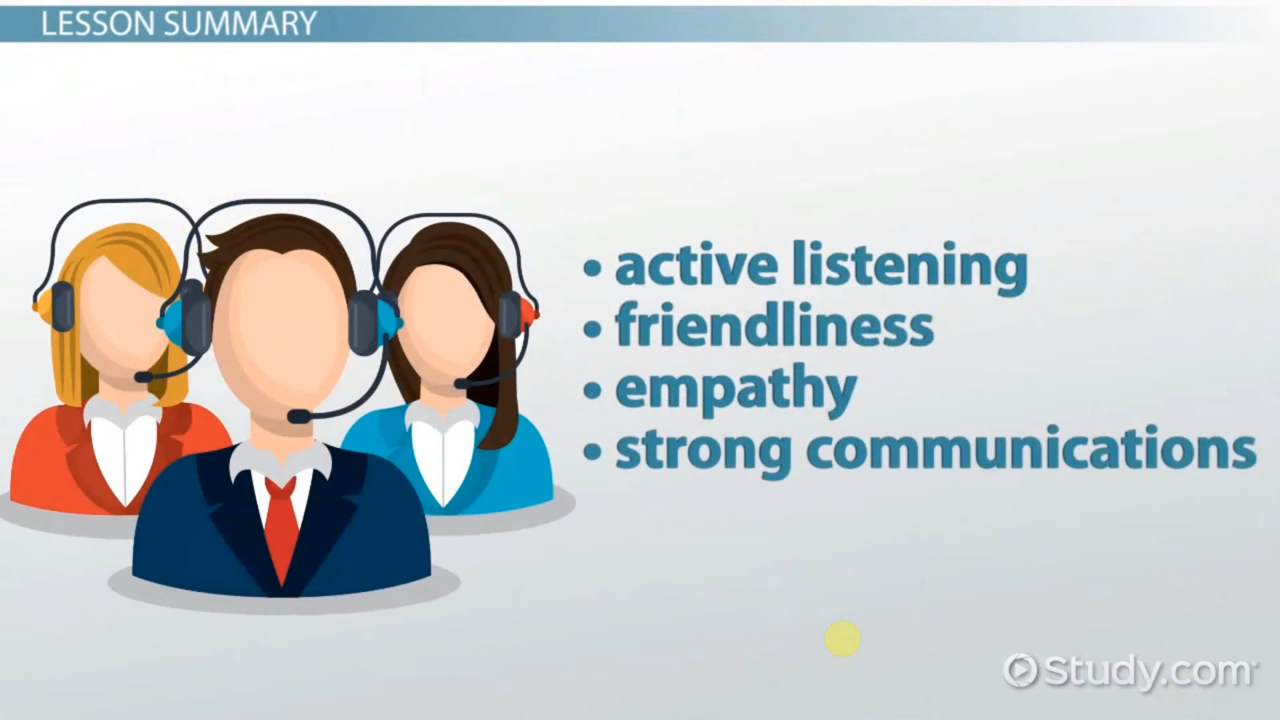 LESSON SUMMARY
• active listening
• friendliness
• empathy
• strong communications
Study.com